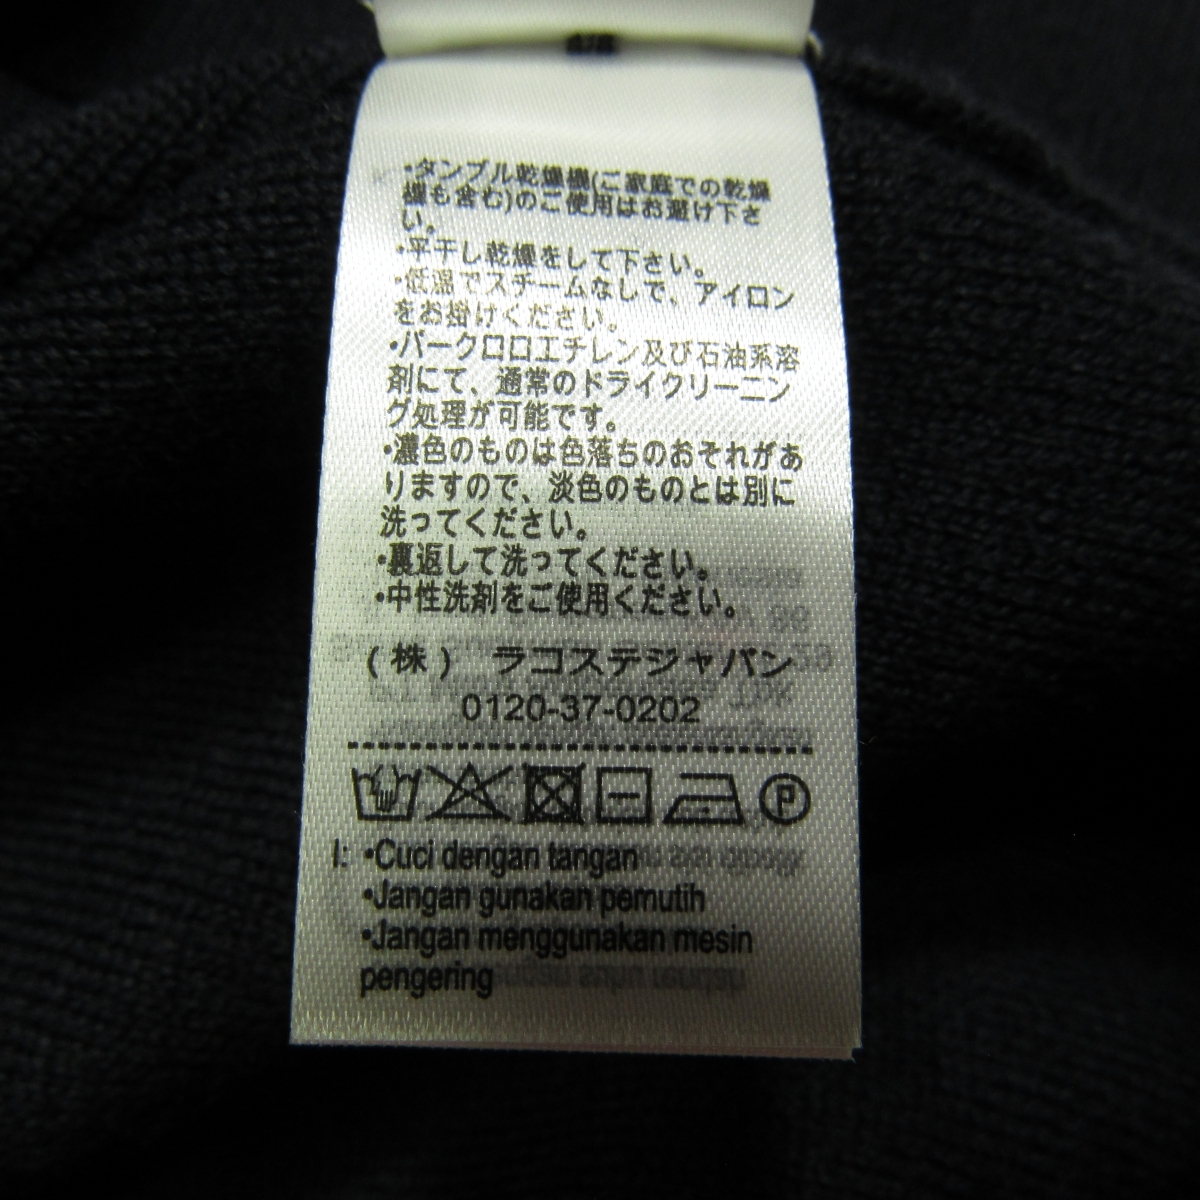 •タンブル乾燥機(ご家庭での乾燥
機も含む)のご使用はお避け下さ
い。
•平干し乾燥をして下さい。
•低温でスチームなしで、アイロン
をお掛けください。
•パークロロエチレン及び石油系溶
剤にて、通常のドライクリーニン
グ処理が可能です。
•濃色のものは色落ちのおそれがあ
りますので、淡色のものとは別に
洗ってください。
•裏返して洗ってください。
•中性洗剤をご使用ください。
(株) ラコステジャパン
0120-37-0202
P
I: •Cuci dengan tangan
•Jangan gunakan pemutih
•Jangan menggunakan mesin
pengering